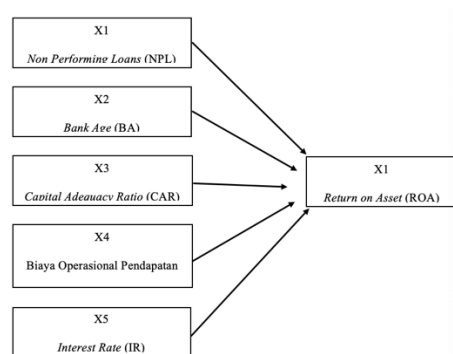 X1
Non Performing Loans (NPL)
X2
Bank Age (BA)
X3
Capital Adequacy Ratio (CAR)
X4
Biaya Operasional Pendapatan
X5
Interest Rate (IR)
X1
Return on Asset (ROA)